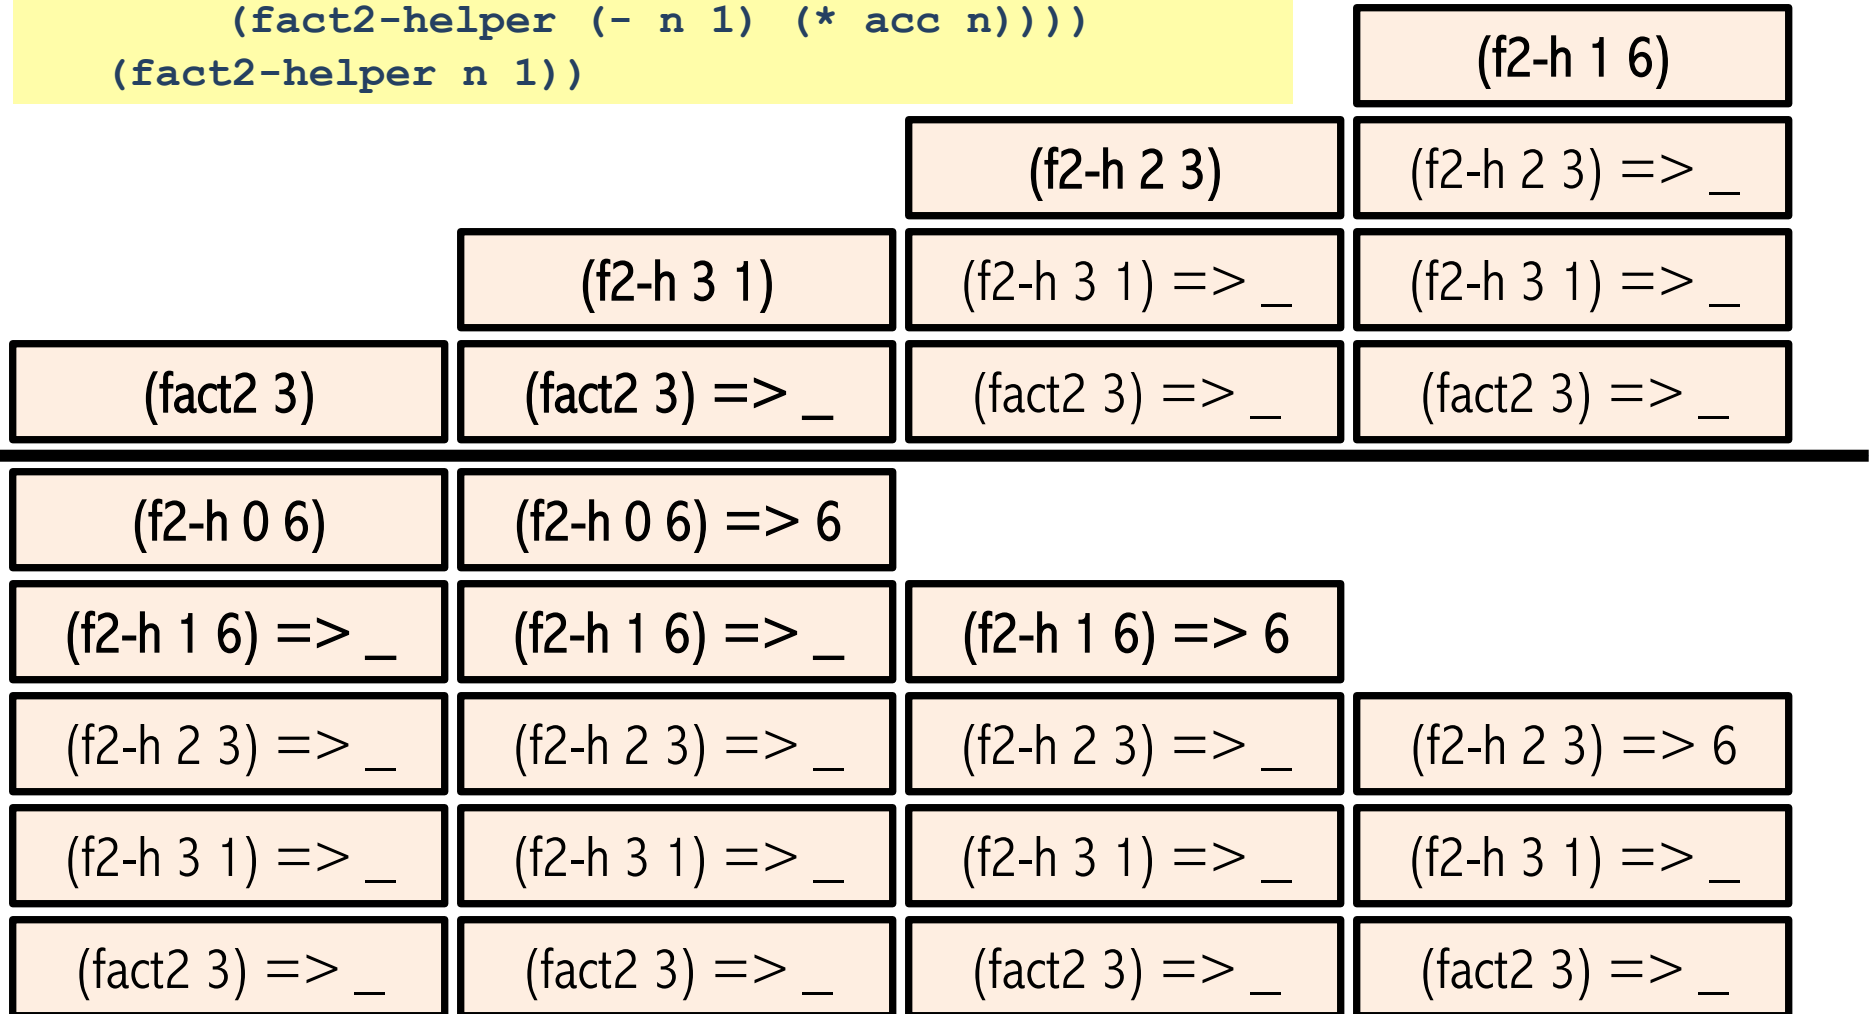 (fact2-helper (- n 1) (* acc n))))
(fact2-helper n 1))
(f2-h 1 6)
(f2-h 2 3)
(f2-h 2 3) => _
(f2-h 3 1)
(f2-h 3 1) => _
(f2-h 3 1) => _
(fact2 3)
(fact2 3) => _
(fact2 3) => _
(fact2 3) => _
(f2-h 0 6)
(f2-h 0 6) => 6
(f2-h 1 6) => _
(f2-h 1 6) => _
(f2-h 1 6) => 6
(f2-h 2 3) => _
(f2-h 2 3) => _
(f2-h 2 3) => _
(f2-h 2 3) => 6
(f2-h 3 1) => _
(f2-h 3 1) => _
(f2-h 3 1) => _
(f2-h 3 1) => _
(fact2 3) => _
(fact2 3) => _
(fact2 3) => _
(fact2 3) => _